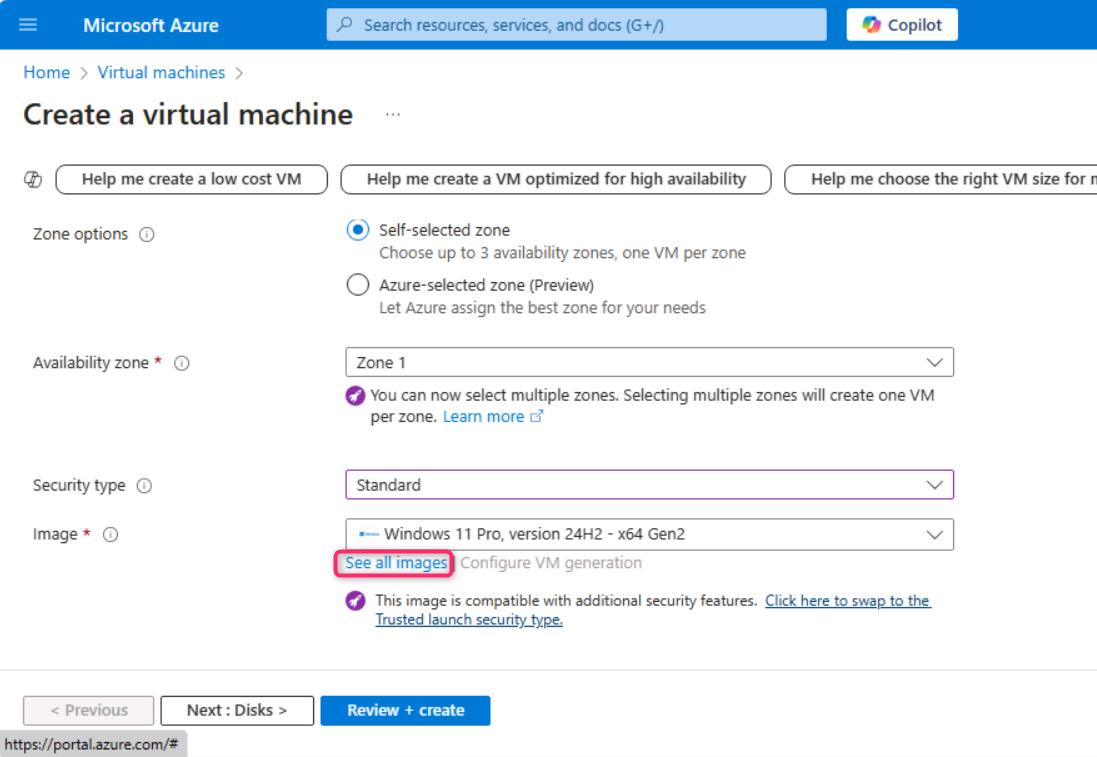 Microsoft Azure
Search resources, services, and docs (G+/)
Copilot
Home > Virtual machines >
Create a virtual machine ...
Help me create a low cost VM
Help me create a VM optimized for high availability
Help me choose the right VM size for
Zone options
Self-selected zone
Choose up to 3 availability zones, one VM per zone
Azure-selected zone (Preview)
Let Azure assign the best zone for your needs
Availability zone *
Zone 1
You can now select multiple zones. Selecting multiple zones will create one VM
per zone. Learn more
Security type
Standard
Image *
Windows 11 Pro, version 24H2 - x64 Gen2
See all images Configure VM generation
This image is compatible with additional security features. Click here to swap to the
Trusted launch security type.
< Previous
Next : Disks >
Review + create
https://portal.azure.com/#